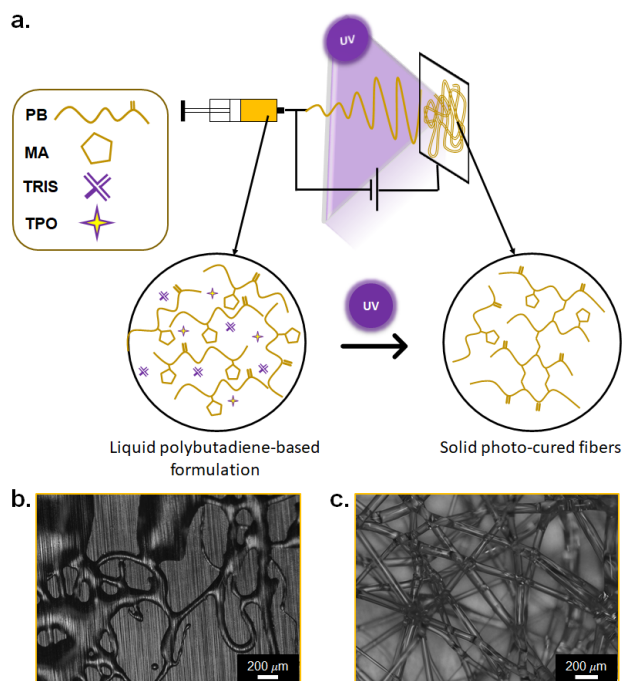 a.
UV
PB
MA
TRIS
TPO
UV
Liquid polybutadiene-based
formulation
Solid photo-cured fibers
b.
c.
200 μm
200 μm